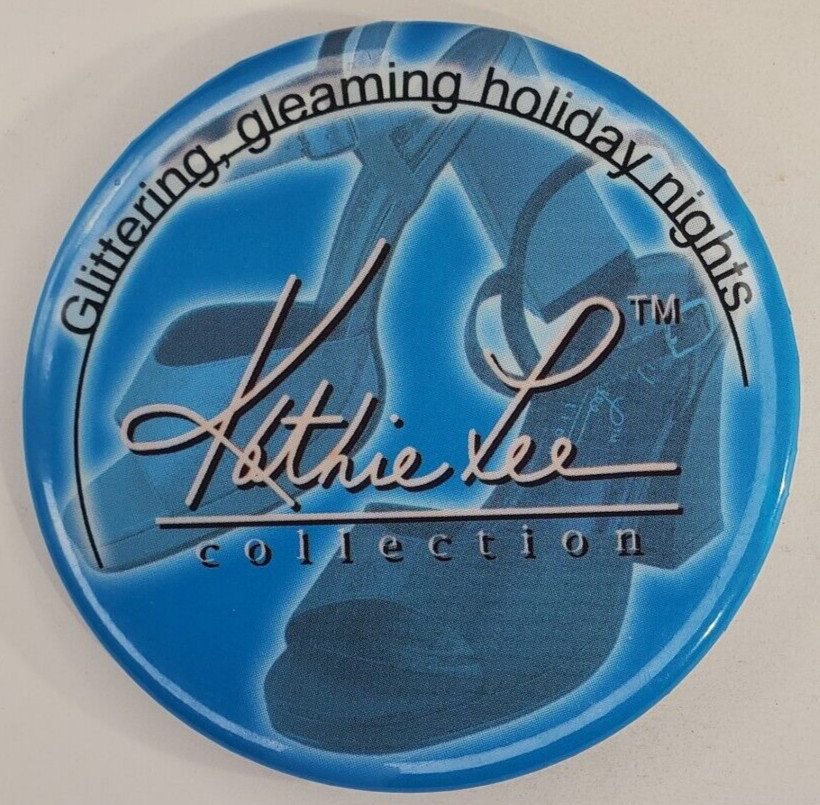 Glittering, gleaming holiday nights
Kathie Lee™
collection